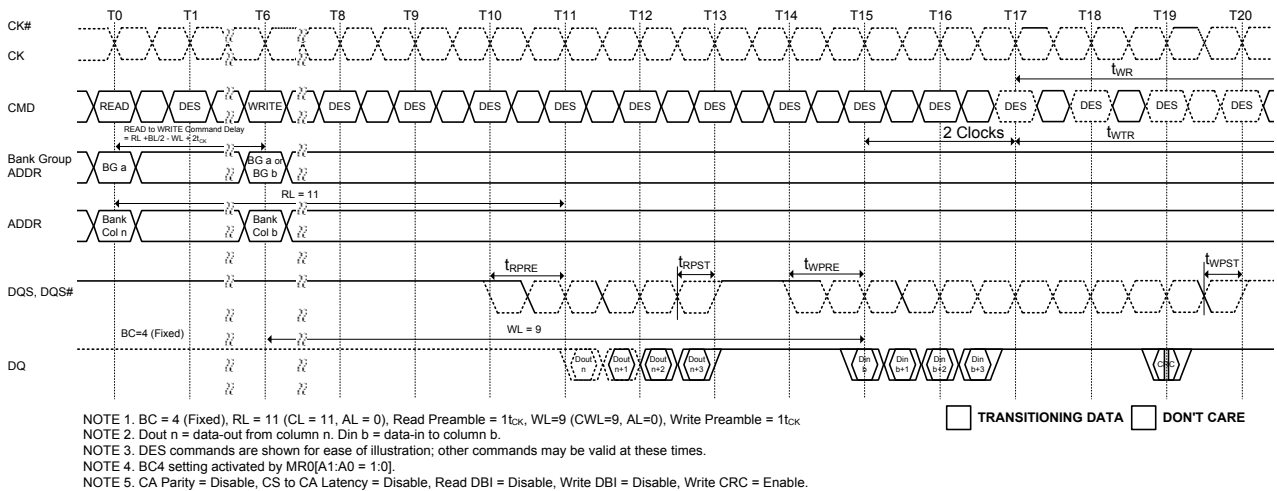 T0 T1 T6 T8 T9 T10 T11 T12 T13 T14 T15 T16 T17 T18 T19 T20
CK#
CK
tWR
CMD READ DES WRITE DES DES DES DES DES DES DES DES DES DES DES DES DES
READ to WRITE Command Delay
= RL +BL/2 - WL + 2tCK
2 Clocks
tWTR
Bank Group
ADDR
BG a
BG a or
BG b
RL = 11
ADDR
Bank
Col n
Bank
Col b
tRPRE tRPST tWPRE tWPST
DQS, DQS#
BC=4 (Fixed)
WL = 9
DQ
Dout
n
Dout
n+1
Dout
n+2
Dout
n+3
Din
b
Din
b+1
Din
b+2
Din
b+3
CRC
NOTE 1. BC = 4 (Fixed), RL = 11 (CL = 11, AL = 0), Read Preamble = 1tCK, WL=9 (CWL=9, AL=0), Write Preamble = 1tCK
TRANSITIONING DATA DON'T CARE
NOTE 2. Dout n = data-out from column n. Din b = data-in to column b.
NOTE 3. DES commands are shown for ease of illustration; other commands may be valid at these times.
NOTE 4. BC4 setting activated by MR0[A1:A0 = 1:0].
NOTE 5. CA Parity = Disable, CS to CA Latency = Disable, Read DBI = Disable, Write DBI = Disable, Write CRC = Enable.